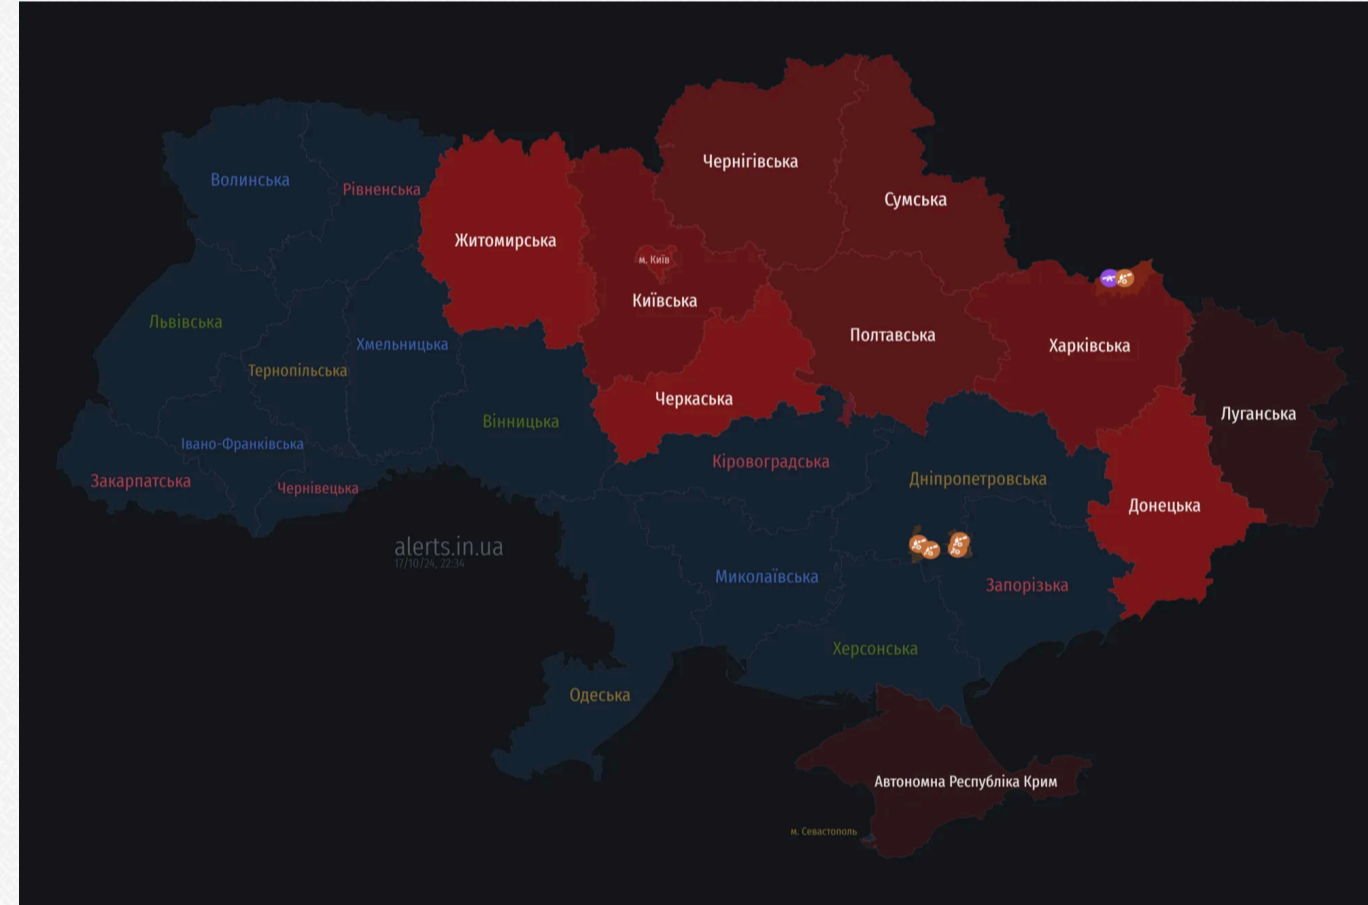 Чернігівська
Волинська
Рівненська
Сумська
Житомирська
м. Київ
Київська
Львівська
Полтавська
Хмельницька
Харківська
Тернопільська
Черкаська
Луганська
Вінницька
Івано-Франківська
Кіровоградська
Закарпатська
Чернівецька
Дніпропетровська
Донецька
alerts.in.ua
17/10/24, 22:34
Миколаївська
Запорізька
Херсонська
Одеська
Автономна Республіка Крим
м. Севастополь